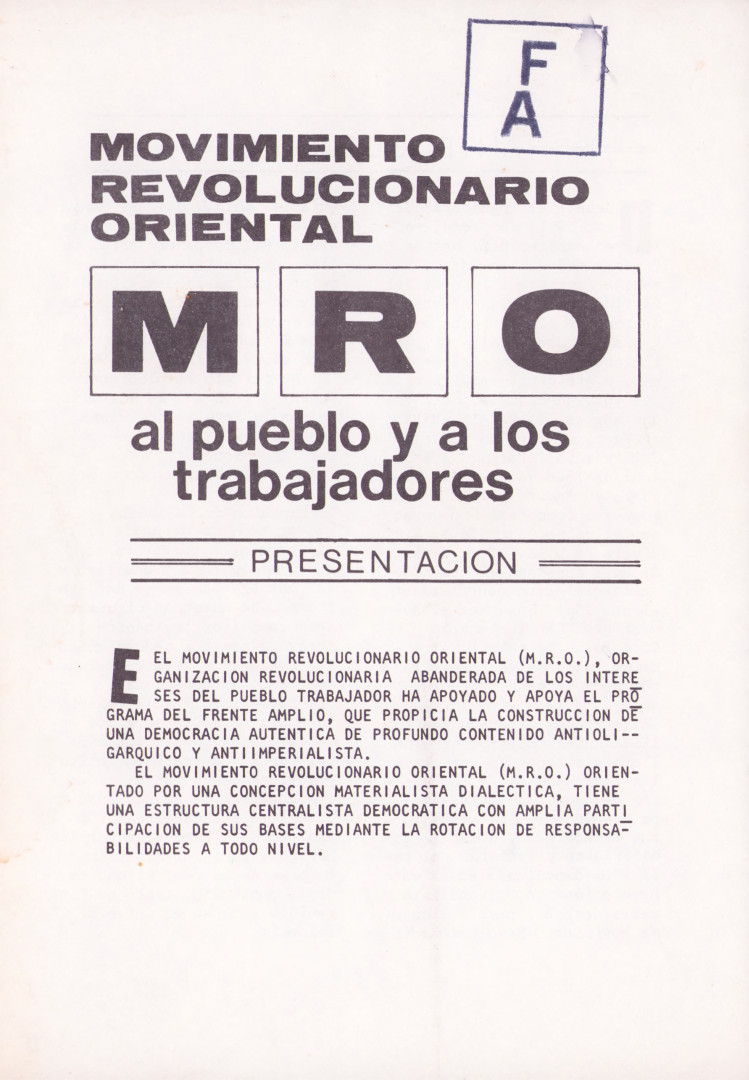 F
A
MOVIMIENTO
REVOLUCIONARIO
ORIENTAL
M R O
al pueblo y a los
trabajadores
PRESENTACION
E EL MOVIMIENTO REVOLUCIONARIO ORIENTAL (M.R.O.), OR-
GANIZACION REVOLUCIONARIA ABANDERADA DE LOS INTERE
SES DEL PUEBLO TRABAJADOR HA APOYADO Y APOYA EL PRO
GRAMA DEL FRENTE AMPLIO, QUE PROPICIA LA CONSTRUCCION DE
UNA DEMOCRACIA AUTENTICA DE PROFUNDO CONTENIDO ANTIOLI--
GARQUICO Y ANTIIMPERIALISTA.
EL MOVIMIENTO REVOLUCIONARIO ORIENTAL (M.R.O.) ORIEN-
TADO POR UNA CONCEPCION MATERIALISTA DIALECTICA, TIENE
UNA ESTRUCTURA CENTRALISTA DEMOCRATICA CON AMPLIA PARTI
CIPACION DE SUS BASES MEDIANTE LA ROTACION DE RESPONSA-
BILIDADES A TODO NIVEL.